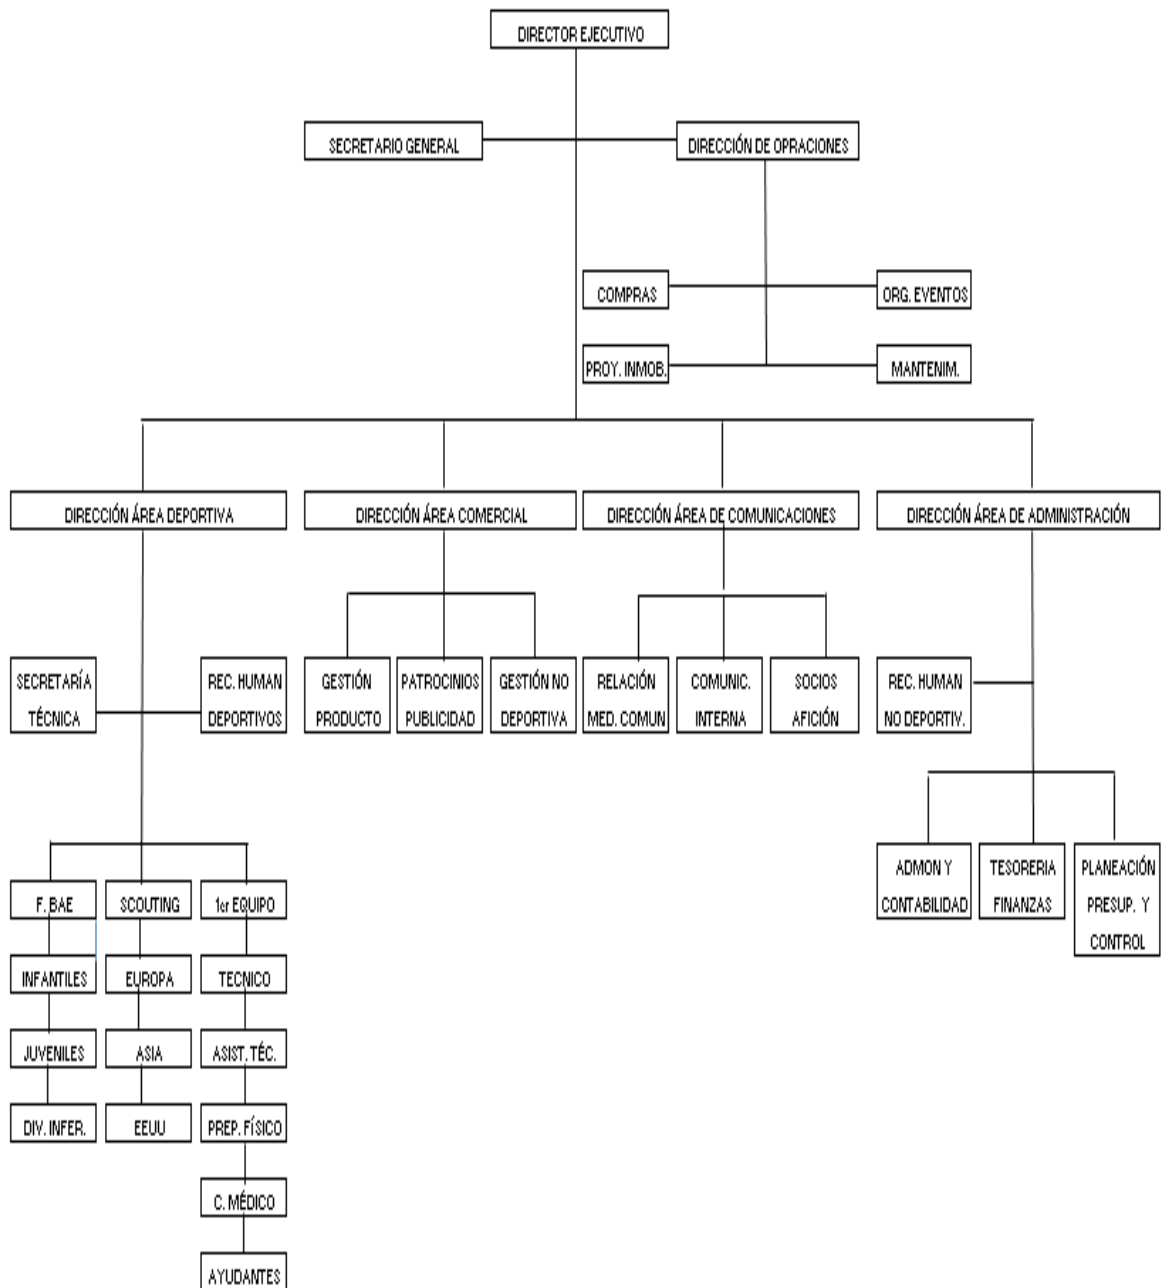 DIRECTOR EJECUTIVO
SECRETARIO GENERAL
DIRECCIÓN DE OPRACIONES
COMPRAS
ORG. EVENTOS
PROY. INMOB.
MANTENIM.
DIRECCIÓN ÁREA DEPORTIVA
DIRECCIÓN ÁREA COMERCIAL
DIRECCIÓN ÁREA DE COMUNICACIONES
DIRECCIÓN ÁREA DE ADMINISTRACIÓN
SECRETARÍA
TÉCNICA
REC. HUMAN
DEPORTIVOS
GESTIÓN
PRODUCTO
PATROCINIOS
PUBLICIDAD
GESTIÓN NO
DEPORTIVA
RELACIÓN
MED. COMUN
COMUNIC.
INTERNA
SOCIOS
AFICIÓN
REC. HUMAN
NO DEPORTIV.
ADMON Y
CONTABILIDAD
TESORERIA
FINANZAS
PLANEACIÓN
PRESUP. Y
CONTROL
F. BAE
SCOUTING
1er EQUIPO
INFANTILES
EUROPA
TECNICO
JUVENILES
ASIA
ASIST. TÉC.
DIV. INFER.
EEUU
PREP. FÍSICO
C. MÉDICO
AYUDANTES